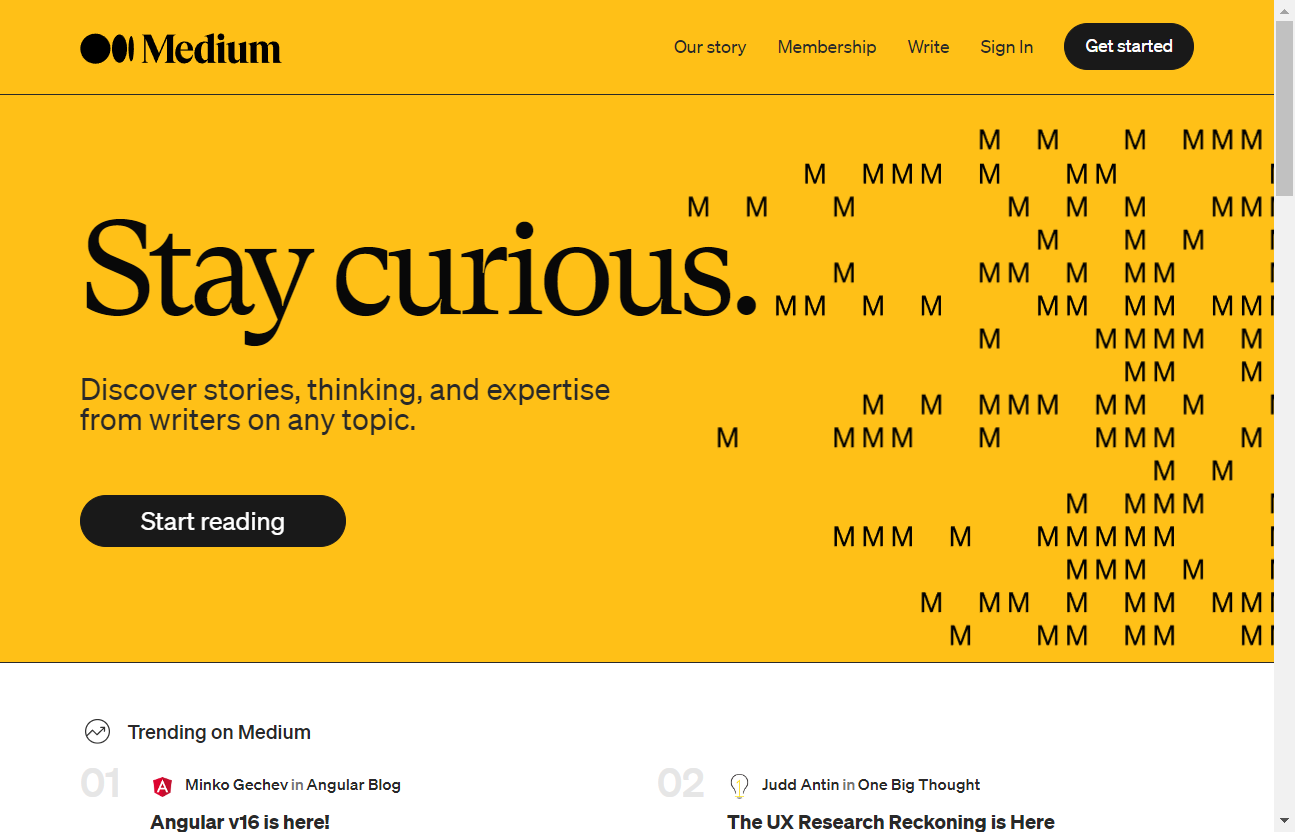 Medium
Our story Membership Write Sign In Get started
M M M M M M
M M M M M M M
M M M M M M M M
M M M
M M M M M M
M M M M M M M M M M
M M M M M M
M M M
M M M M M M M M
M M M M M M M M M
M M
M M M M
M M M M M M M M M
M M M M
M M M M M M M M
M M M M M M
Stay curious.
Discover stories, thinking, and expertise
from writers on any topic.
Start reading
Trending on Medium
01
Minko Gechev in Angular Blog
Angular v16 is here!
02
Judd Antin in One Big Thought
The UX Research Reckoning is Here